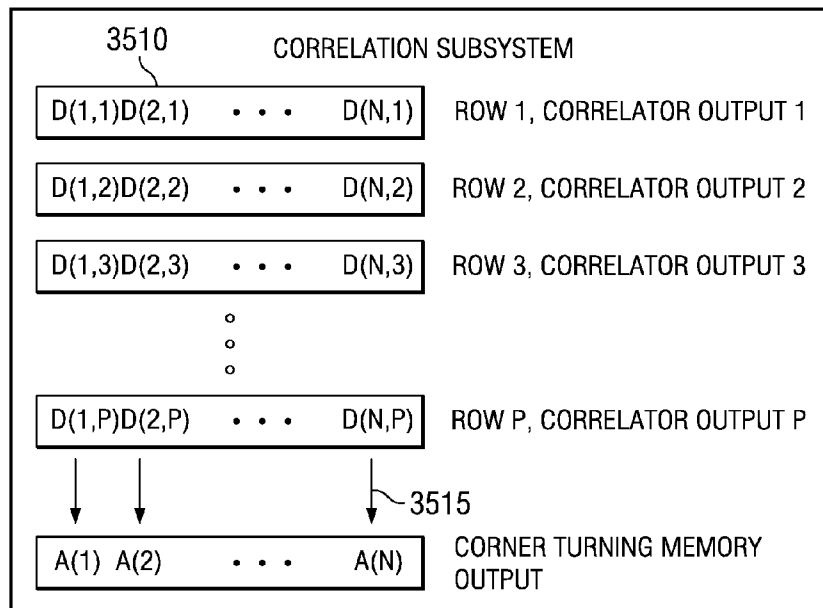 3510
CORRELATION SUBSYSTEM
D(1,1)D(2,1) • • • D(N,1) ROW 1, CORRELATOR OUTPUT 1
D(1,2)D(2,2) • • • D(N,2) ROW 2, CORRELATOR OUTPUT 2
D(1,3)D(2,3) • • • D(N,3) ROW 3, CORRELATOR OUTPUT 3
D(1,P)D(2,P) • • • D(N,P) ROW P, CORRELATOR OUTPUT P
3515
A(1) A(2) • • • A(N) CORNER TURNING MEMORY
OUTPUT